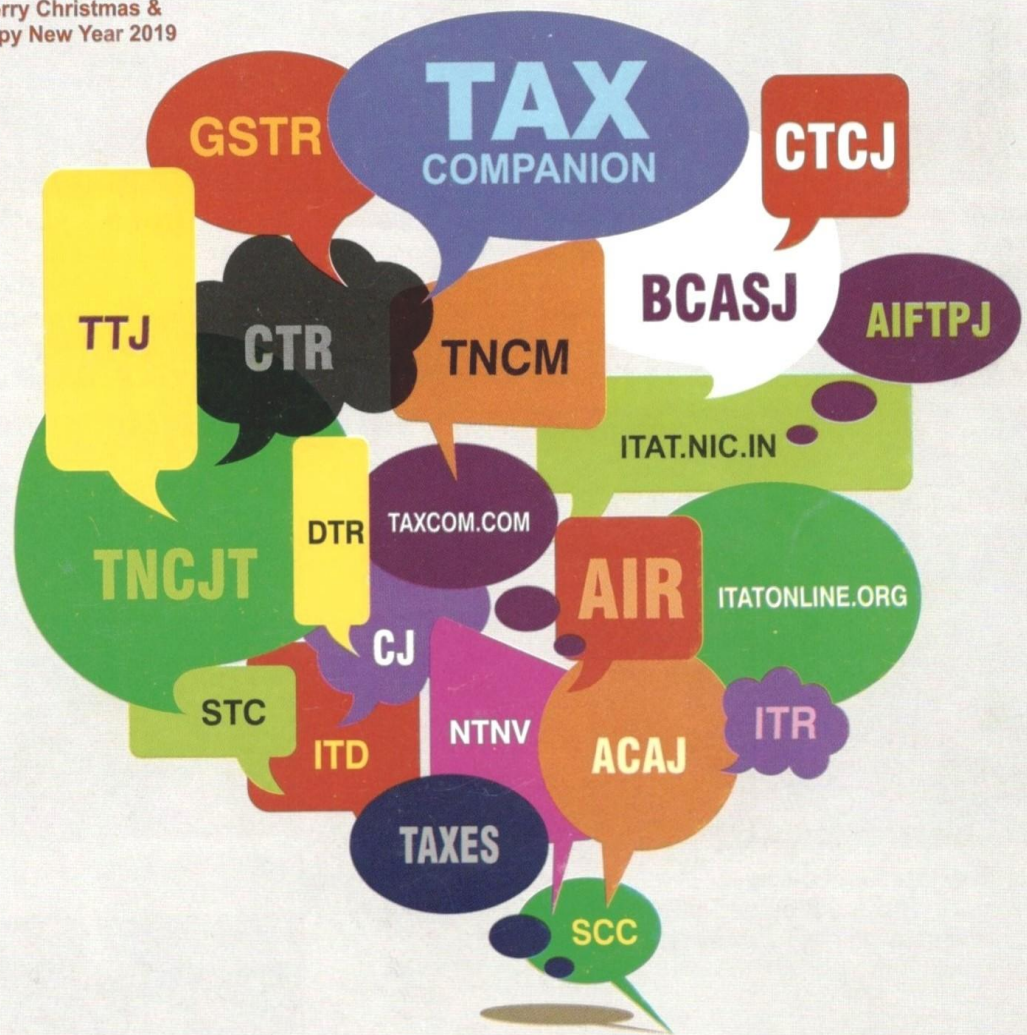 erry Christmas &
py New Year 2019
TAX
COMPANION
GSTR
CTCJ
BCASJ
AIFTPJ
TTJ
CTR
TNCM
ITAT.NIC.IN
DTR
TAXCOM.COM
TNCJT
AIR
ITATONLINE.ORG
CJ
STC
NTNV
ITR
ITD
ACAJ
TAXES
SCC